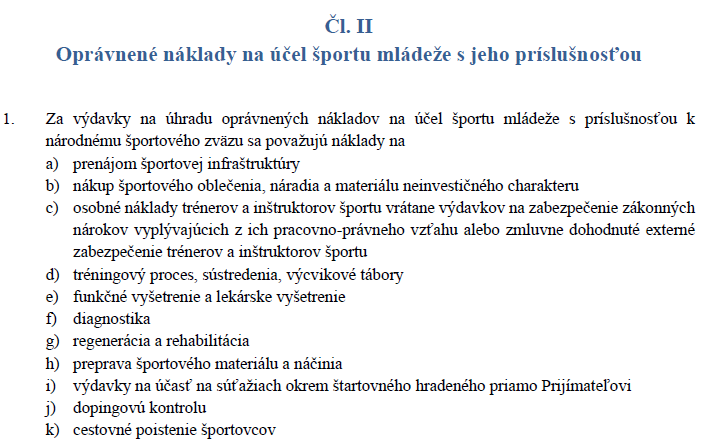 Čl. II
Oprávnené náklady na účel športu mládeže s jeho príslušnosťou
1. Za výdavky na úhradu oprávnených nákladov na účel športu mládeže s príslušnosťou k
národnému športového zväzu sa považujú náklady na
a) prenájom športovej infraštruktúry
b) nákup športového oblečenia, náradia a materiálu neinvestičného charakteru
c) osobné náklady trénerov a inštruktorov športu vrátane výdavkov na zabezpečenie zákonných
nárokov vyplývajúcich z ich pracovno-právneho vzťahu alebo zmluvne dohodnuté externé
zabezpečenie trénerov a inštruktorov športu
d) tréningový proces, sústredenia, výcvikové tábory
e) funkčné vyšetrenie a lekárske vyšetrenie
f) diagnostika
g) regenerácia a rehabilitácia
h) preprava športového materiálu a náčinia
i) výdavky na účasť na súťažiach okrem štartovného hradeného priamo Prijímateľovi
j) dopingovú kontrolu
k) cestovné poistenie športovcov